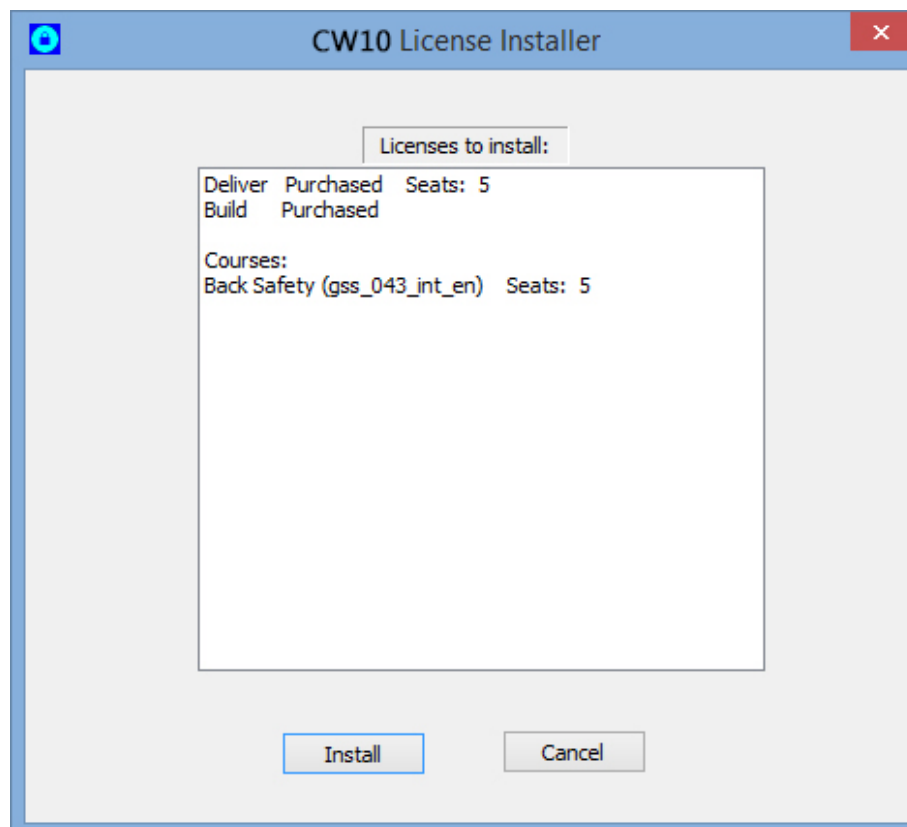 CW10 License Installer
Licenses to install:
Deliver Purchased Seats: 5
Build Purchased
Courses:
Back Safety (gss_043_int_en) Seats: 5
Install Cancel